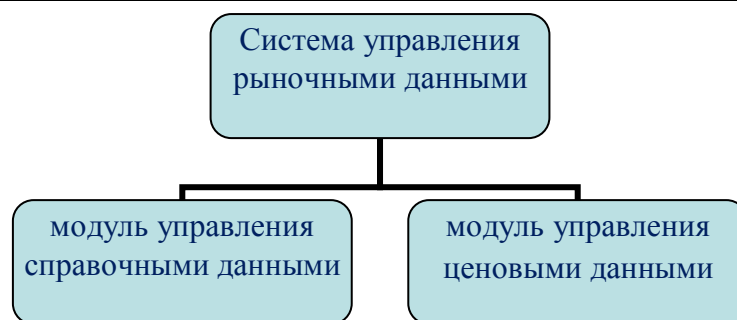 Система управления
рыночными данными
модуль управления
справочными данными
модуль управления
ценовыми данными